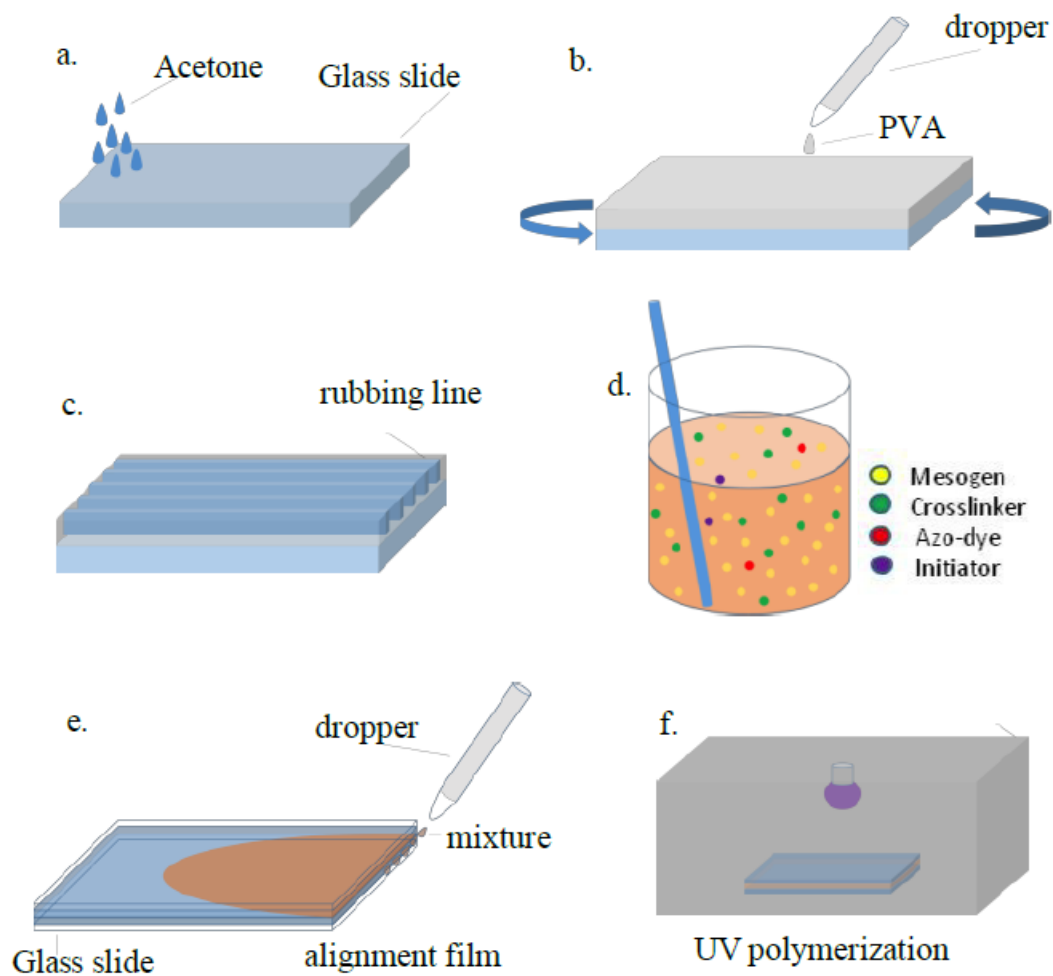 a.
Acetone
Glass slide
b.
dropper
PVA
c.
rubbing line
d.
Mesogen
Crosslinker
Azo-dye
Initiator
e.
dropper
mixture
Glass slide
alignment film
f.
UV polymerization